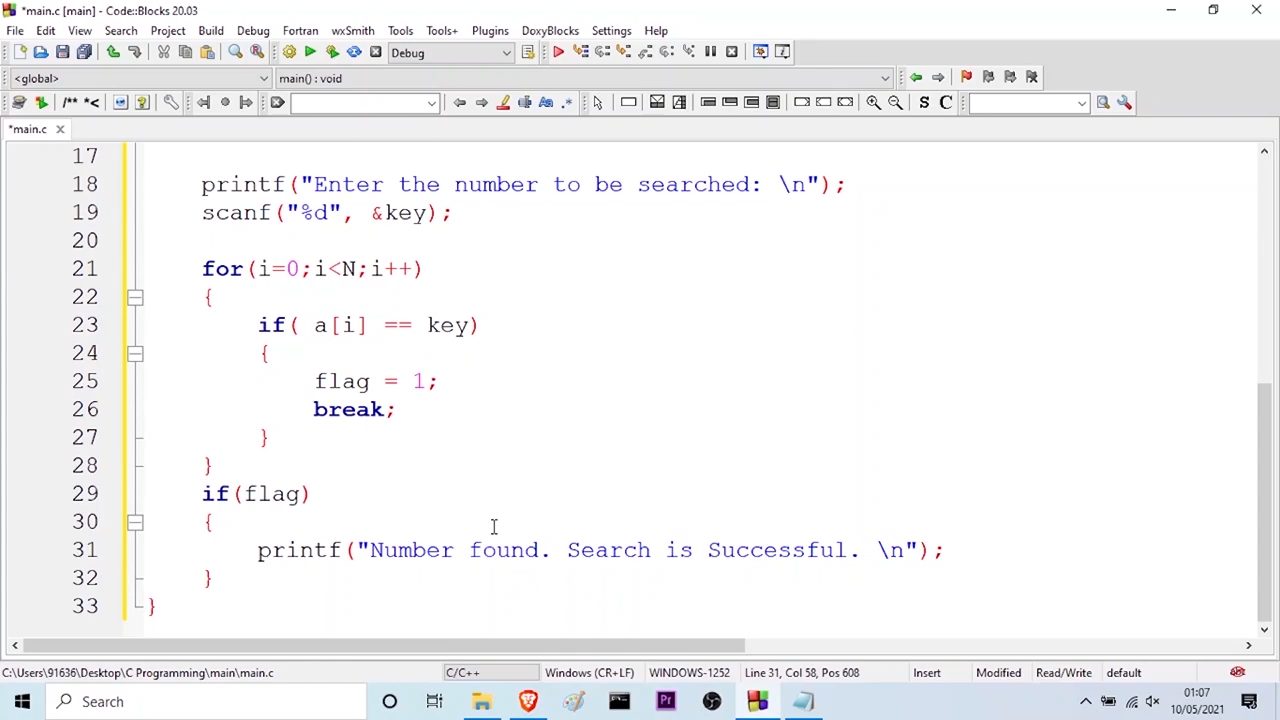 *main.c [main] - Code::Blocks 20.03
File Edit View Search Project Build Debug Fortran wxSmith Tools Tools+ Plugins DoxyBlocks Settings Help
Debug
<global> main() : void
/** *< S C
*main.c
17
18 printf("Enter the number to be searched: \n");
19 scanf("%d", &key);
20
21 for(i=0;i<N;i++)
22 {
23 if( a[i] == key)
24 {
25 flag = 1;
26 break;
27 }
28 }
29 if(flag)
30 {
31 printf("Number found. Search is Successful. \n");
32 }
33 }
C:\Users\91636\Desktop\C Programming\main\main.c C/C++ Windows (CR+LF) WINDOWS-1252 Line 31, Col 58, Pos 608 Insert Modified Read/Write default
Search Pr 01:07
10/05/2021